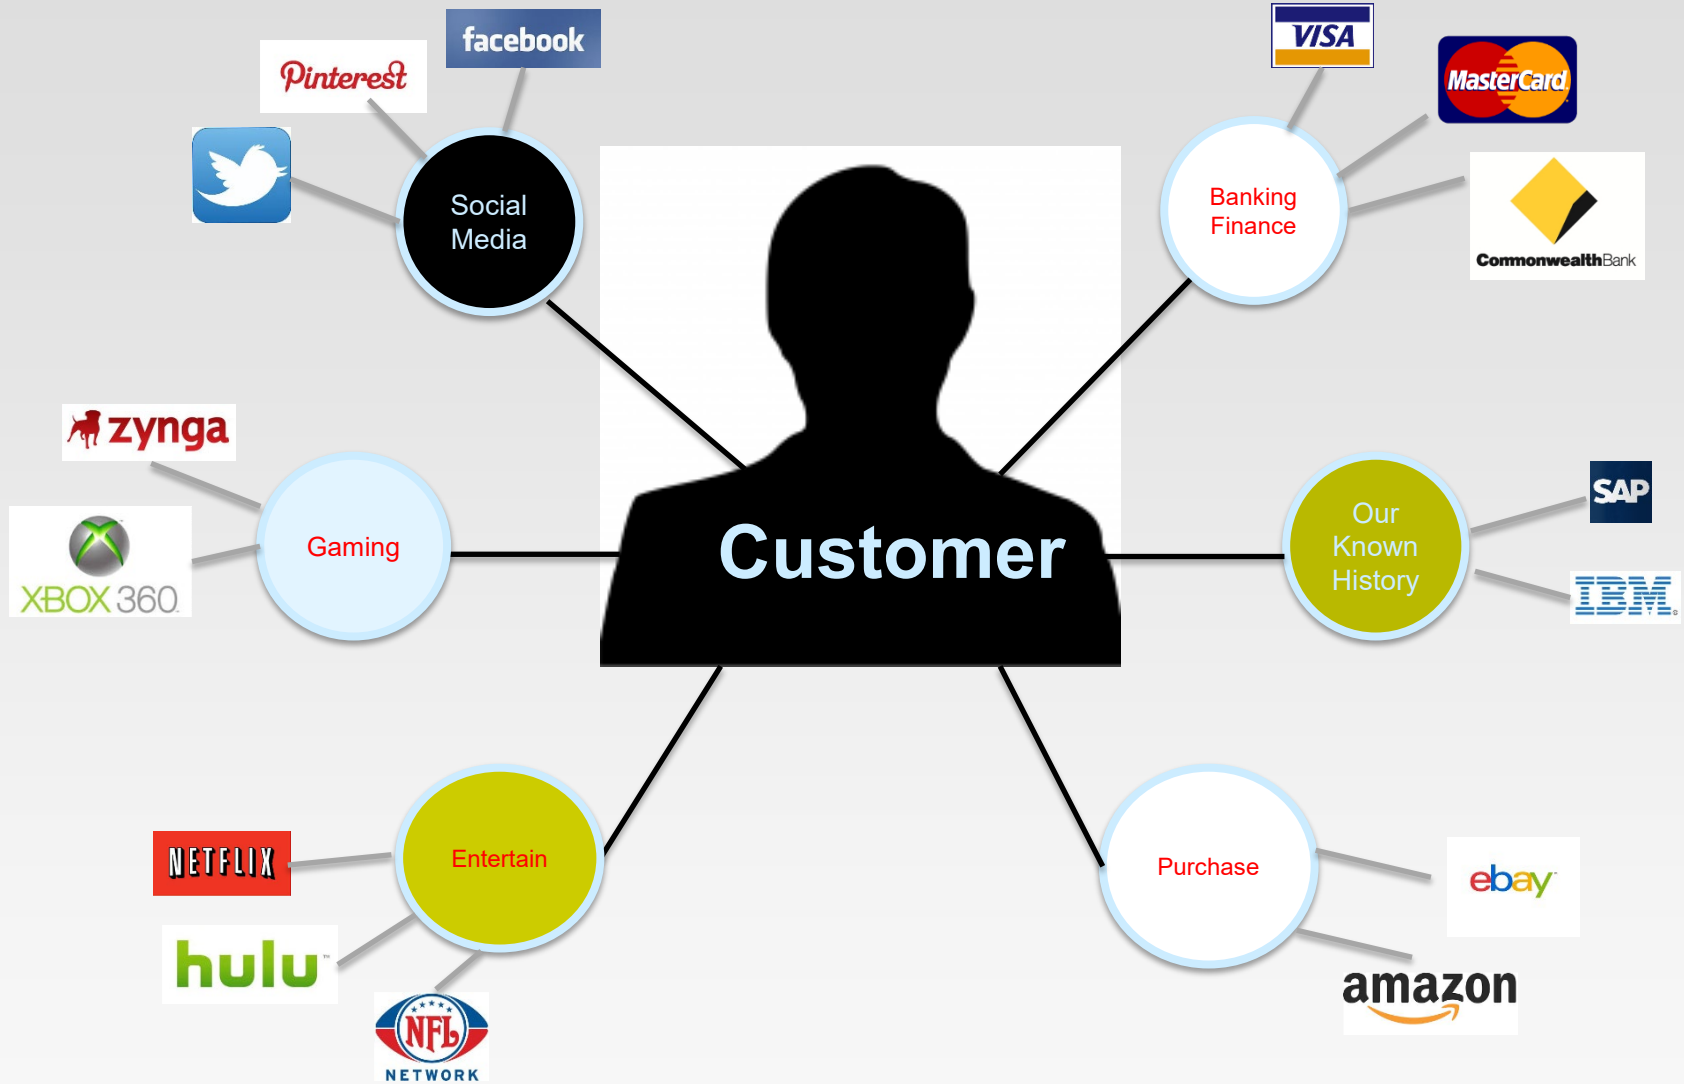 facebook
Pinterest
Social
Media
VISA
MasterCard
Banking
Finance
CommonwealthBank
zynga
XBOX 360
Gaming
Customer
Our
Known
History
SAP
IBM
NETFLIX
hulu
Entertain
NFL
NETWORK
Purchase
ebay
amazon